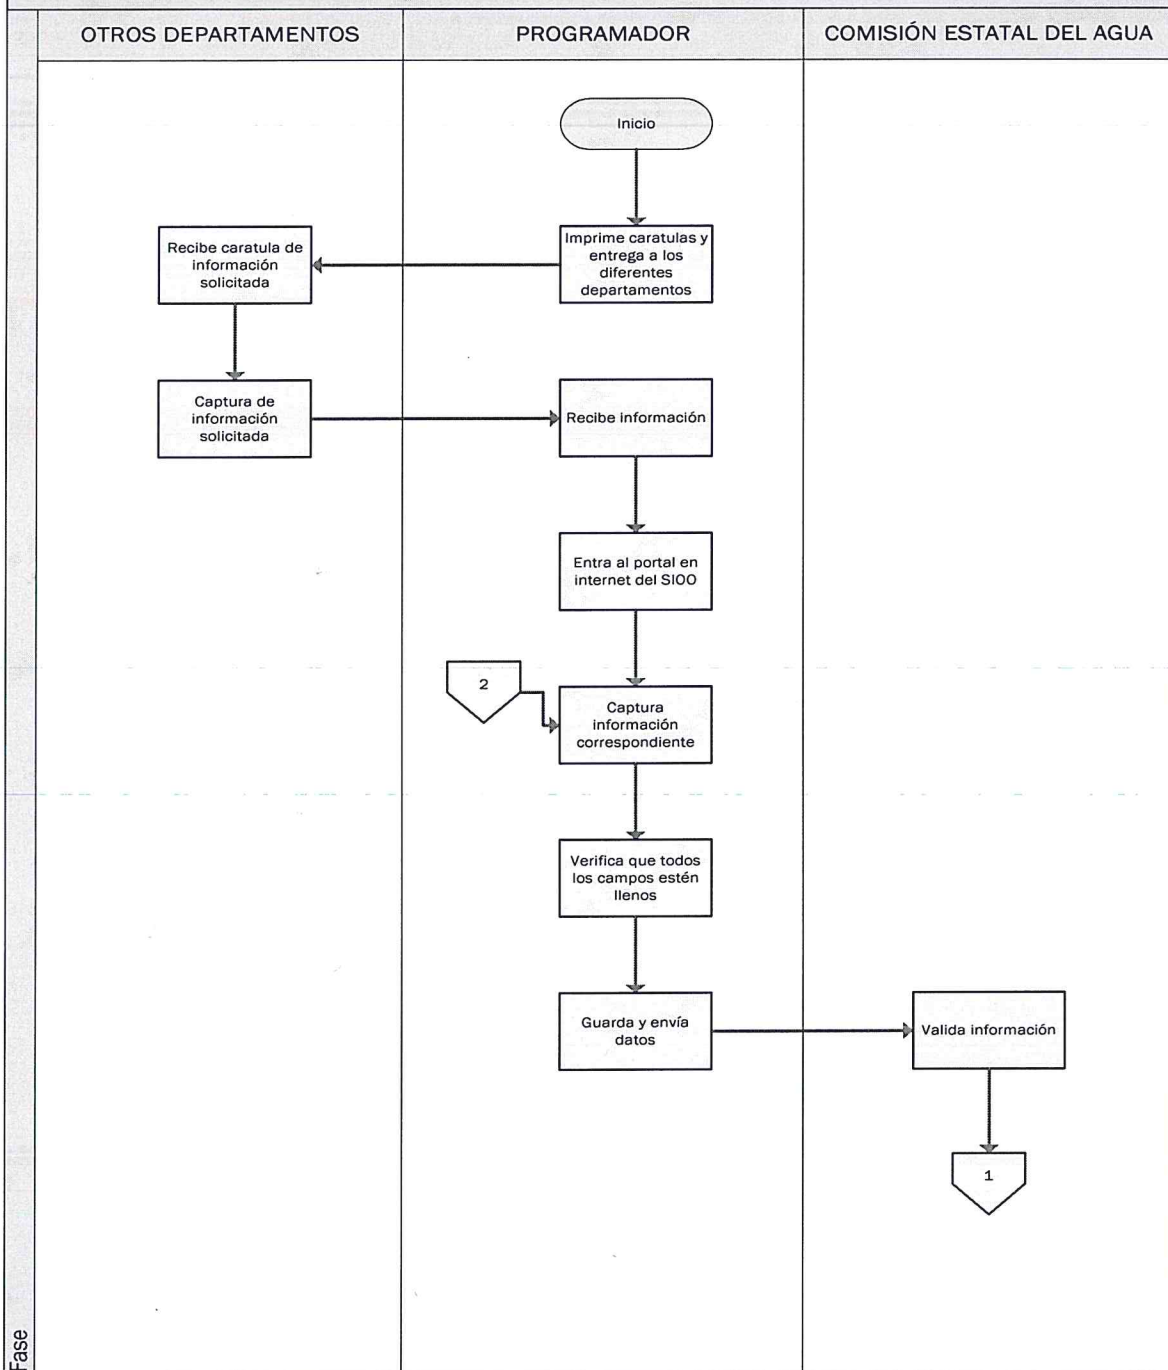 OTROS DEPARTAMENTOS
PROGRAMADOR
COMISIÓN ESTATAL DEL AGUA
Inicio
Imprime caratulas y
entrega a los
diferentes
departamentos
Recibe caratula de
información
solicitada
Captura de
información
solicitada
Recibe información
Entra al portal en
internet del SIOO
2
Captura
información
correspondiente
Verifica que todos
los campos estén
llenos
Guarda y envía
datos
Valida información
1
Fase